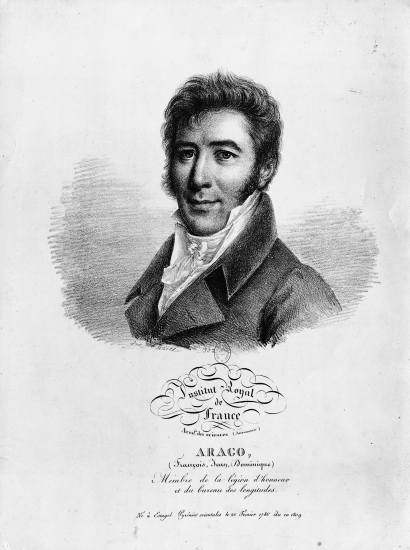 Institut Royal
de
France
Acad. des sciences (Astronomie)
ARAGO,
(François, Jean, Dominique)
Membre de la légion d'honneur
et du bureau des longitudes.
Né à Estagel Pyrénées orientales le 26 Février 1786 élu en 1809